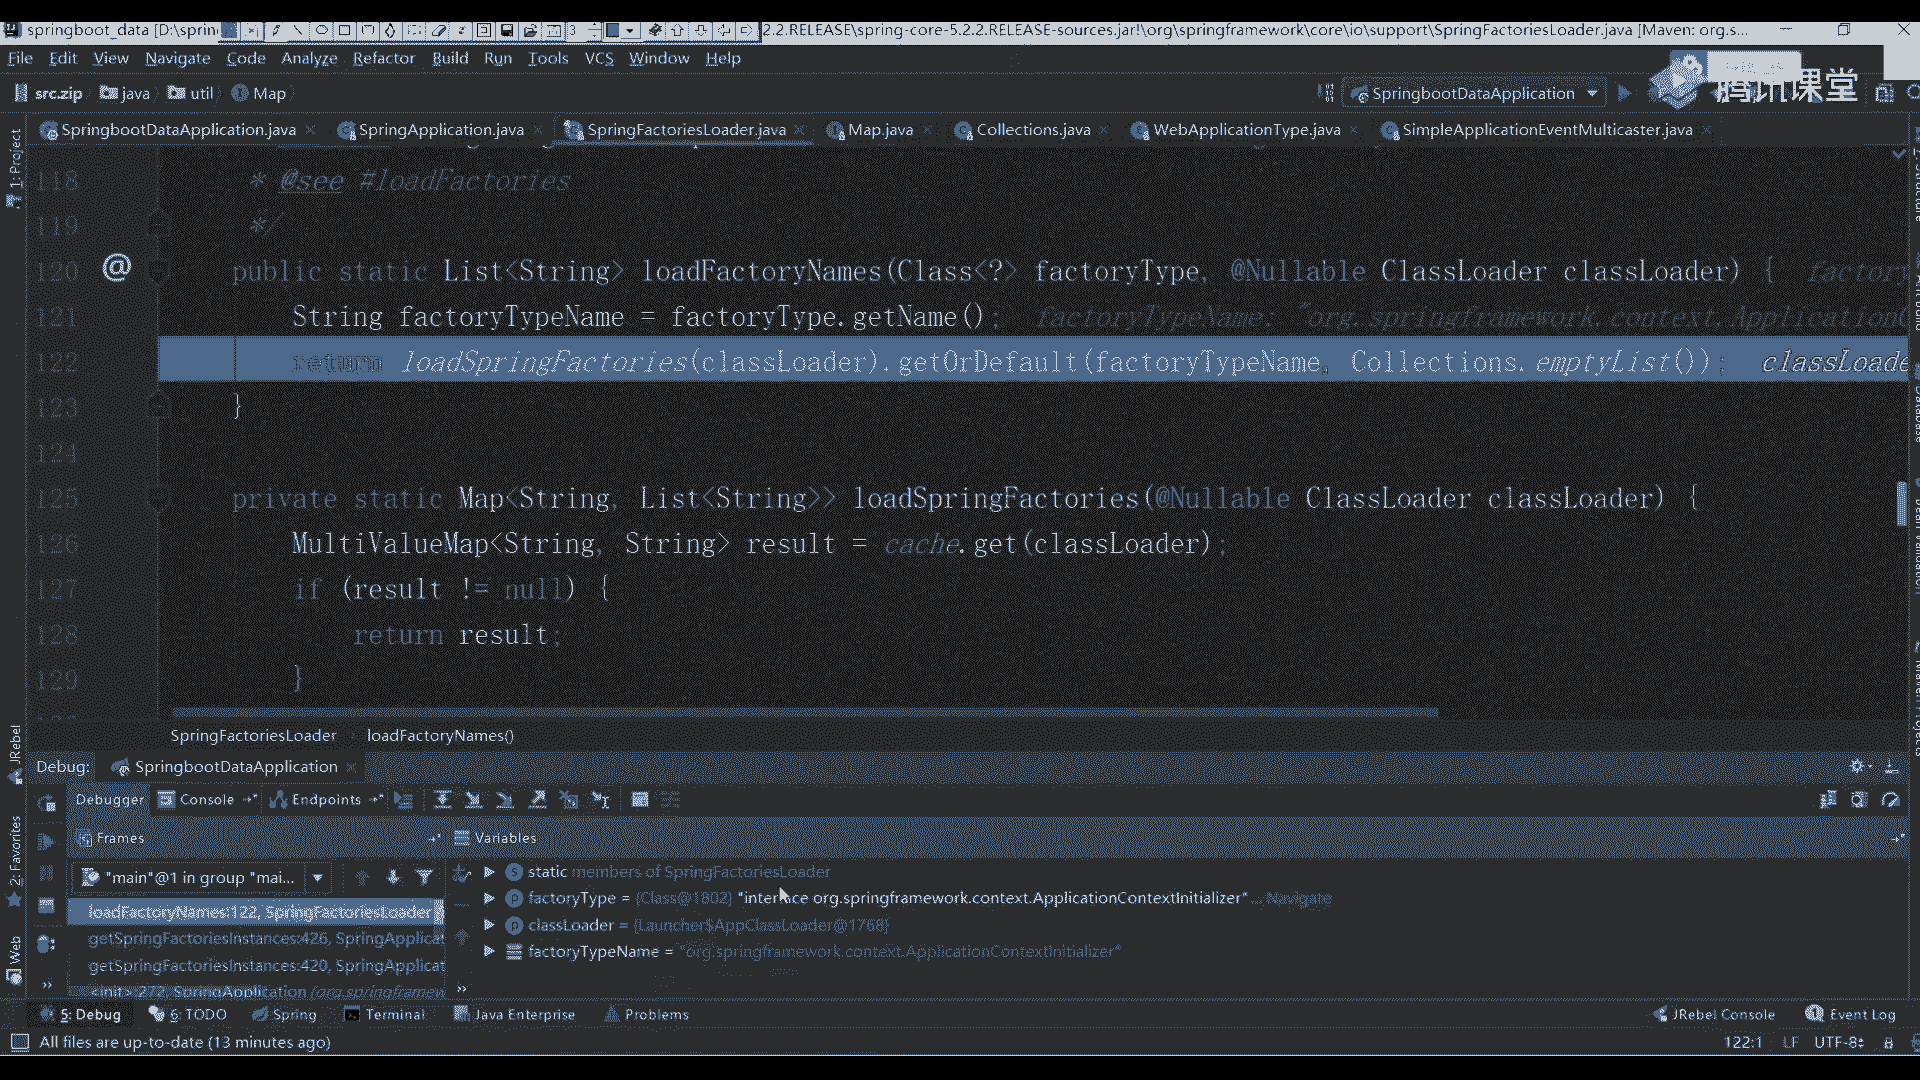 springboot_data [D:\sprin
3
2.2.RELEASE\spring-core-5.2.2.RELEASE-sources.jar!\org\springframework\core\io\support\SpringFactoriesLoader.java [Maven: org.s...
File Edit View Navigate Code Analyze Refactor Build Run Tools VCS Window Help
src.zip java util Map
SpringbootDataApplication
腾讯课堂
SpringbootDataApplication.java SpringApplication.java SpringFactoriesLoader.java Map.java Collections.java WebApplicationType.java SimpleApplicationEventMulticaster.java
1: Project
118 * @see #loadFactories
119 */
120 @ public static List<String> loadFactoryNames(Class<?> factoryType, @Nullable ClassLoader classLoader) { factory
121 String factoryTypeName = factoryType.getName(); factoryTypeName: "org.springframework.context.ApplicationC
122 return loadSpringFactories(classLoader).getOrDefault(factoryTypeName, Collections.emptyList()); classLoade
123 }
124
125 private static Map<String, List<String>> loadSpringFactories(@Nullable ClassLoader classLoader) {
126 MultiValueMap<String, String> result = cache.get(classLoader);
127 if (result != null) {
128 return result;
129 }
SpringFactoriesLoader loadFactoryNames()
JRebel
Debug: SpringbootDataApplication
Debugger Console Endpoints
Frames Variables
2: Favorites
"main"@1 in group "mai...
static members of SpringFactoriesLoader
factoryType = {Class@1802} "interface org.springframework.context.ApplicationContextInitializer" ... Navigate
loadFactoryNames:122, SpringFactoriesLoader
classLoader = {Launcher$AppClassLoader@1768}
getSpringFactoriesInstances:426, SpringApplicat
factoryTypeName = "org.springframework.context.ApplicationContextInitializer"
getSpringFactoriesInstances:420, SpringApplicat
<init>:272, SpringApplication (org.springframew
Web
5: Debug 6: TODO Spring Terminal Java Enterprise Problems JRebel Console Event Log
All files are up-to-date (13 minutes ago) 122:1 LF UTF-8